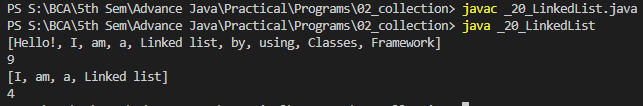 PS S:\BCA\5th Sem\Advance Java\Practical\Programs\02_collection> javac _20_LinkedList.java
PS S:\BCA\5th Sem\Advance Java\Practical\Programs\02_collection> java _20_LinkedList
[Hello!, I, am, a, Linked list, by, using, Classes, Framework]
9
[I, am, a, Linked list]
4